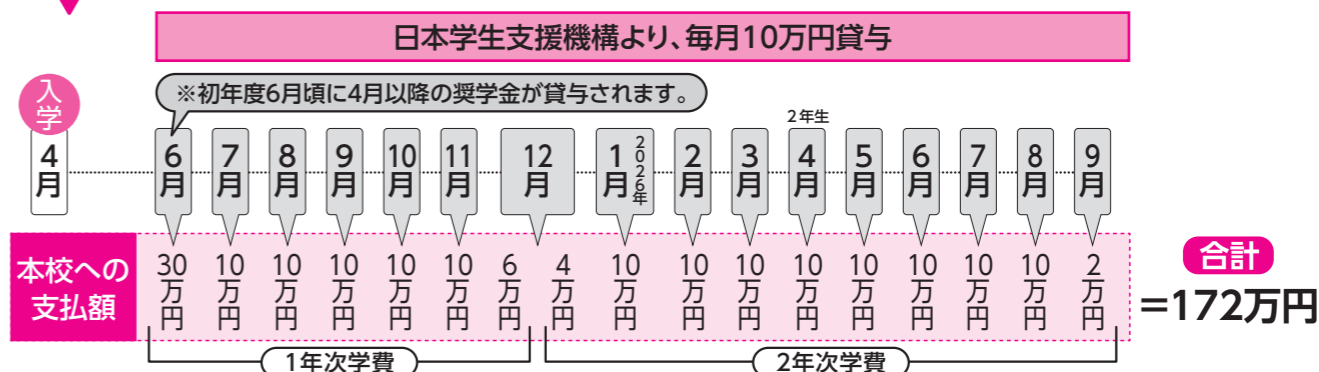 日本学生支援機構より、毎月10万円貸与
入学
※初年度6月頃に4月以降の奨学金が貸与されます。
2年生
4月 6月 7月 8月 9月 10月 11月 12月 1月 2026年 2月 3月 4月 5月 6月 7月 8月 9月
本校への
支払額
30万円 10万円 10万円 10万円 10万円 10万円 6万円 4万円 10万円 10万円 10万円 10万円 10万円 10万円 10万円 10万円 2万円
合計
=172万円
1年次学費 2年次学費